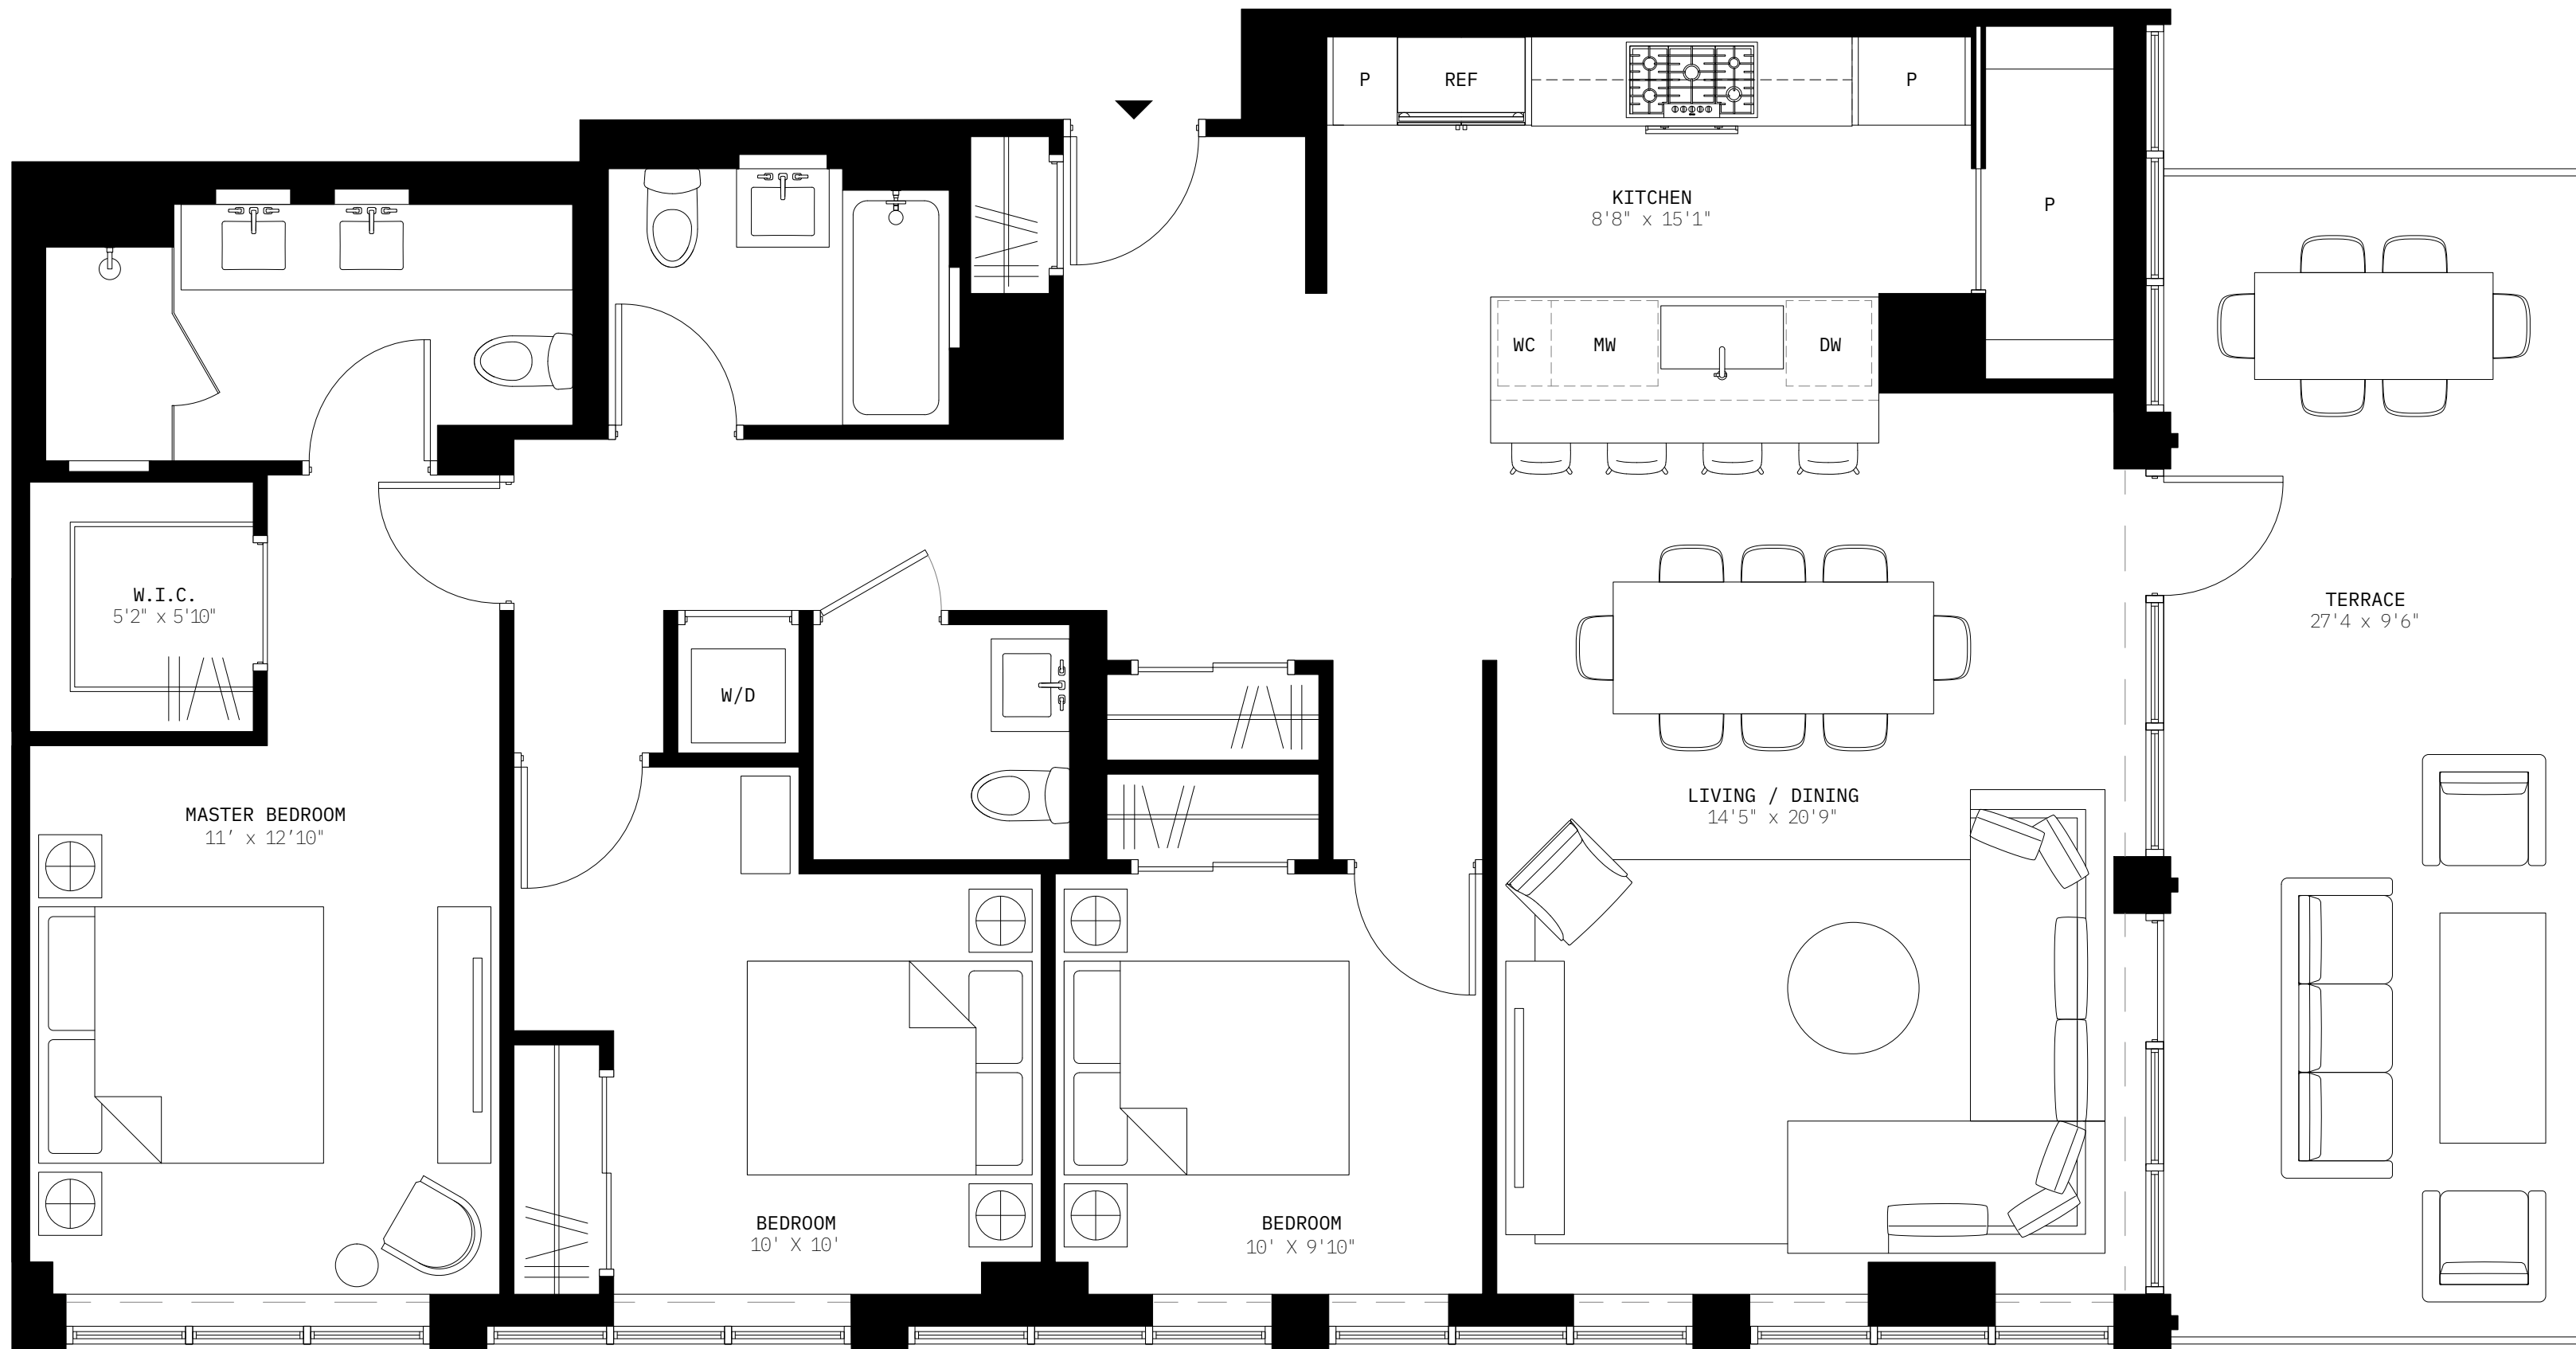 P
REF
P
KITCHEN
8'8" x 15'1"
P
WC
MW
DW
W.I.C.
5'2" x 5'10"
TERRACE
27'4 x 9'6"
W/D
MASTER BEDROOM
11’ x 12’10"
LIVING / DINING
14'5" x 20'9"
BEDROOM
10' X 10'
BEDROOM
10' X 9'10"